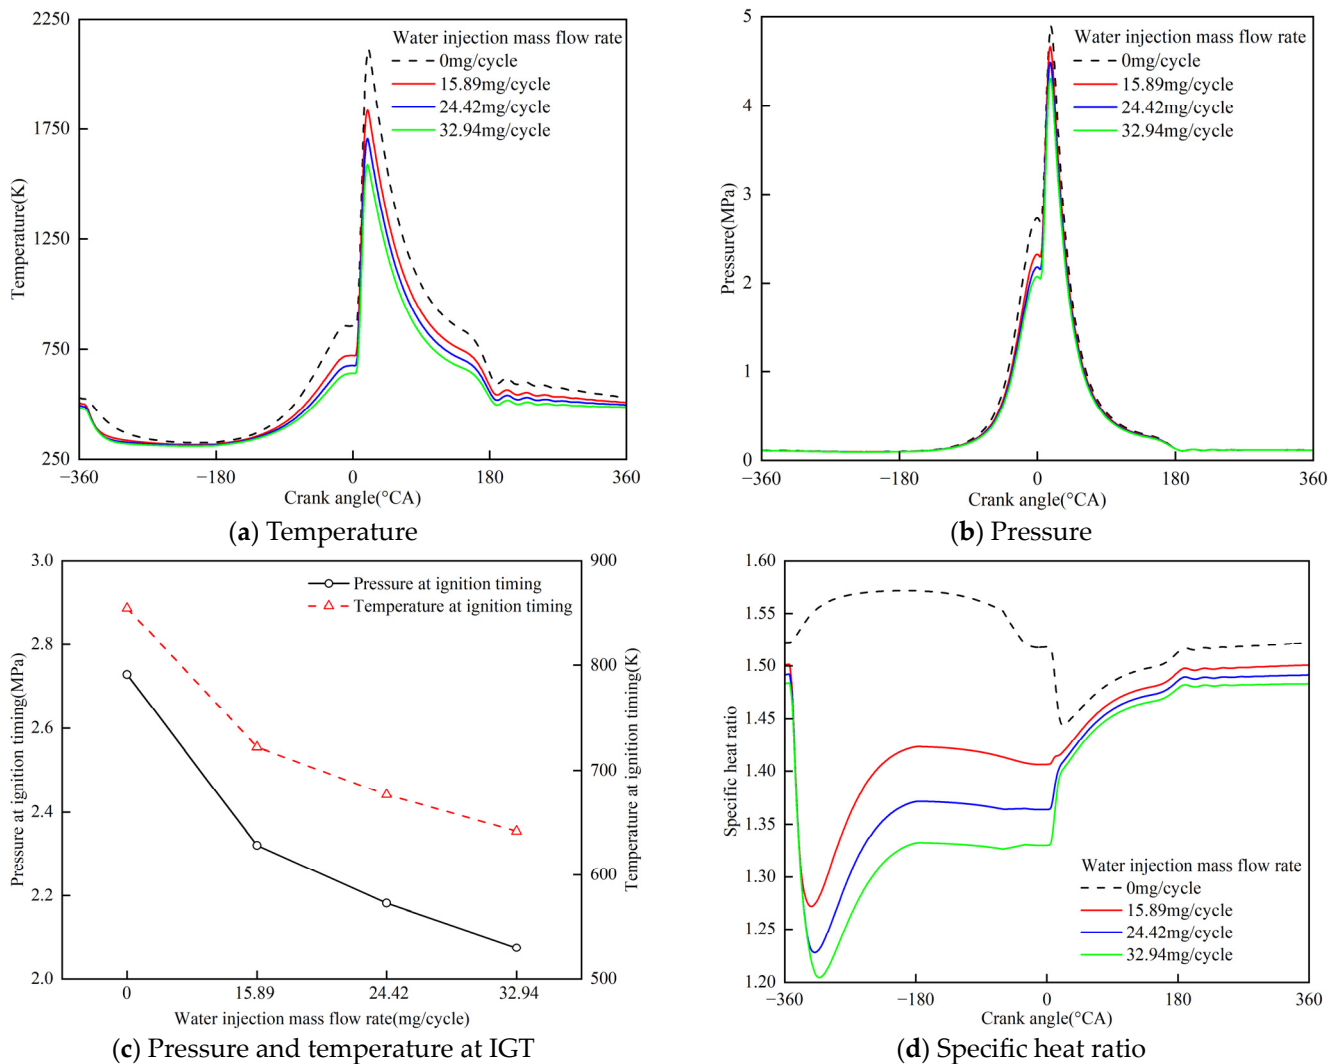 2250
1750
1250
750
250
Temperature(K)
−360
−180
0
180
360
Crank angle(°CA)
Water injection mass flow rate
0mg/cycle
15.89mg/cycle
24.42mg/cycle
32.94mg/cycle
(a) Temperature
5
4
3
2
1
0
Pressure(MPa)
−360
−180
0
180
360
Crank angle(°CA)
Water injection mass flow rate
0mg/cycle
15.89mg/cycle
24.42mg/cycle
32.94mg/cycle
(b) Pressure
3.0
2.8
2.6
2.4
2.2
2.0
Pressure at ignition timing(MPa)
900
800
700
600
500
Temperature at ignition timing(K)
Pressure at ignition timing
Temperature at ignition timing
0
15.89
24.42
32.94
Water injection mass flow rate(mg/cycle)
(c) Pressure and temperature at IGT
1.60
1.55
1.50
1.45
1.40
1.35
1.30
1.25
1.20
Specific heat ratio
−360
−180
0
180
360
Crank angle(°CA)
Water injection mass flow rate
0mg/cycle
15.89mg/cycle
24.42mg/cycle
32.94mg/cycle
(d) Specific heat ratio